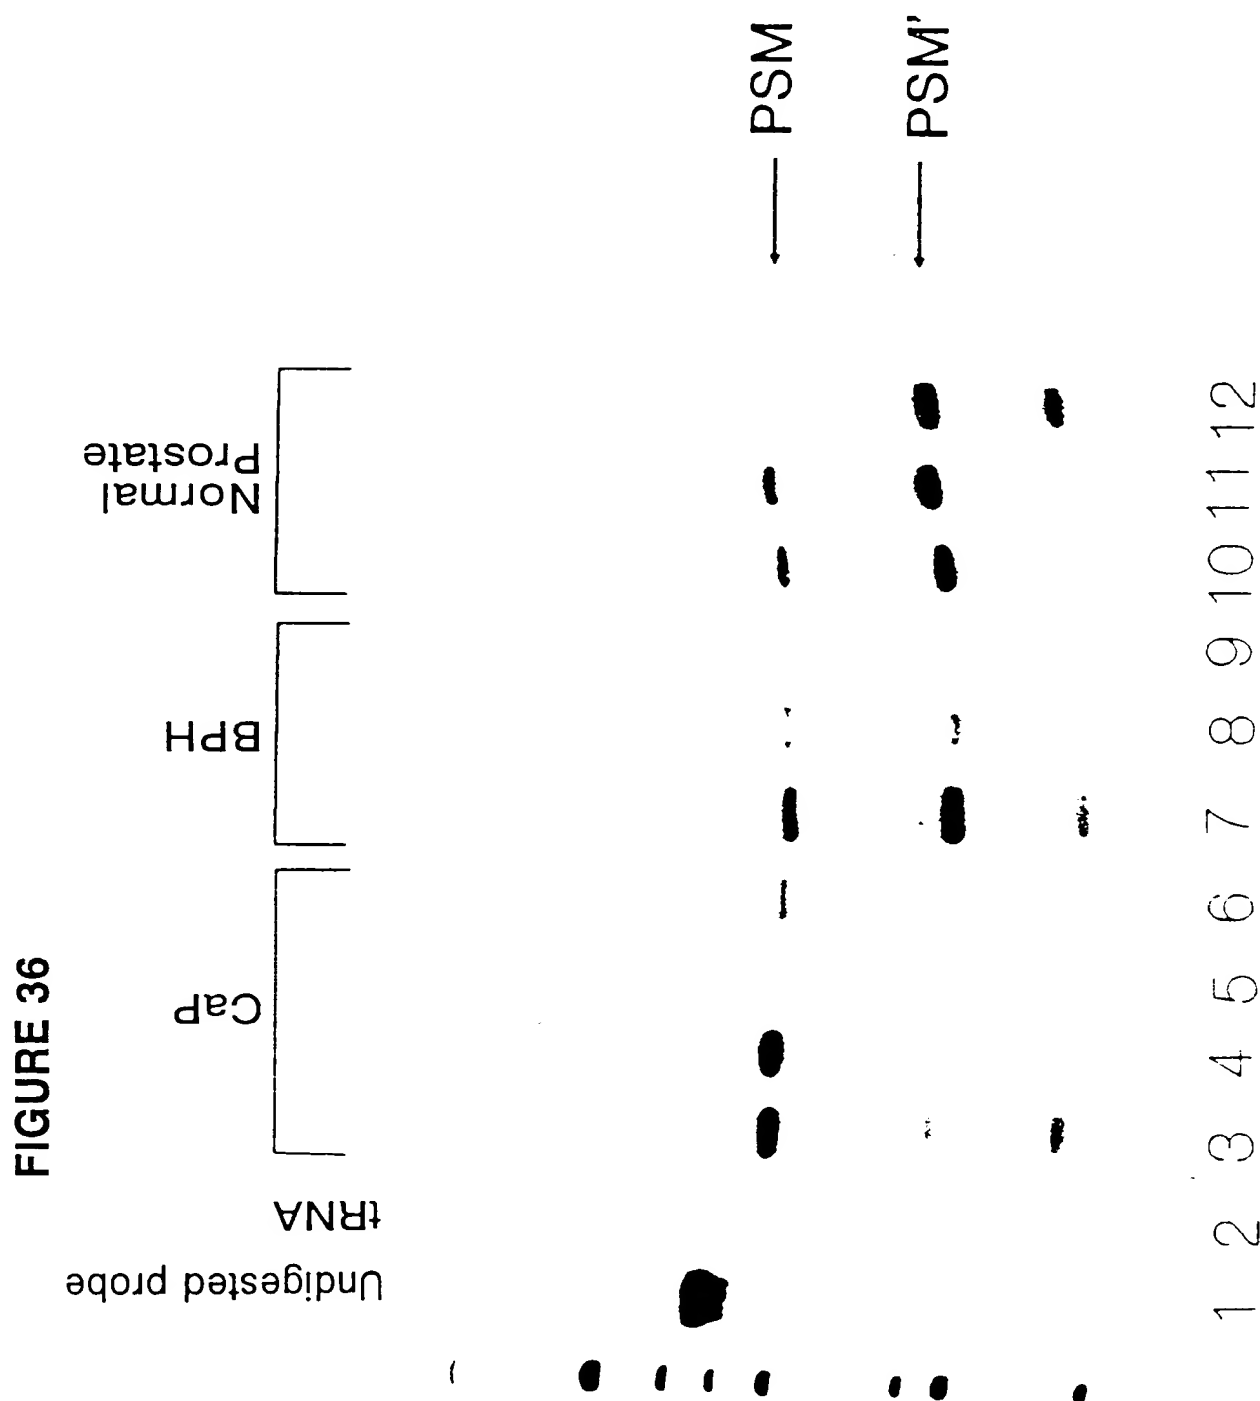 FIGURE 36
Undigested probe
tRNA
CaP
BPH
Normal
Prostate
PSM
PSM'
1 2 3 4 5 6 7 8 9 10 11 12